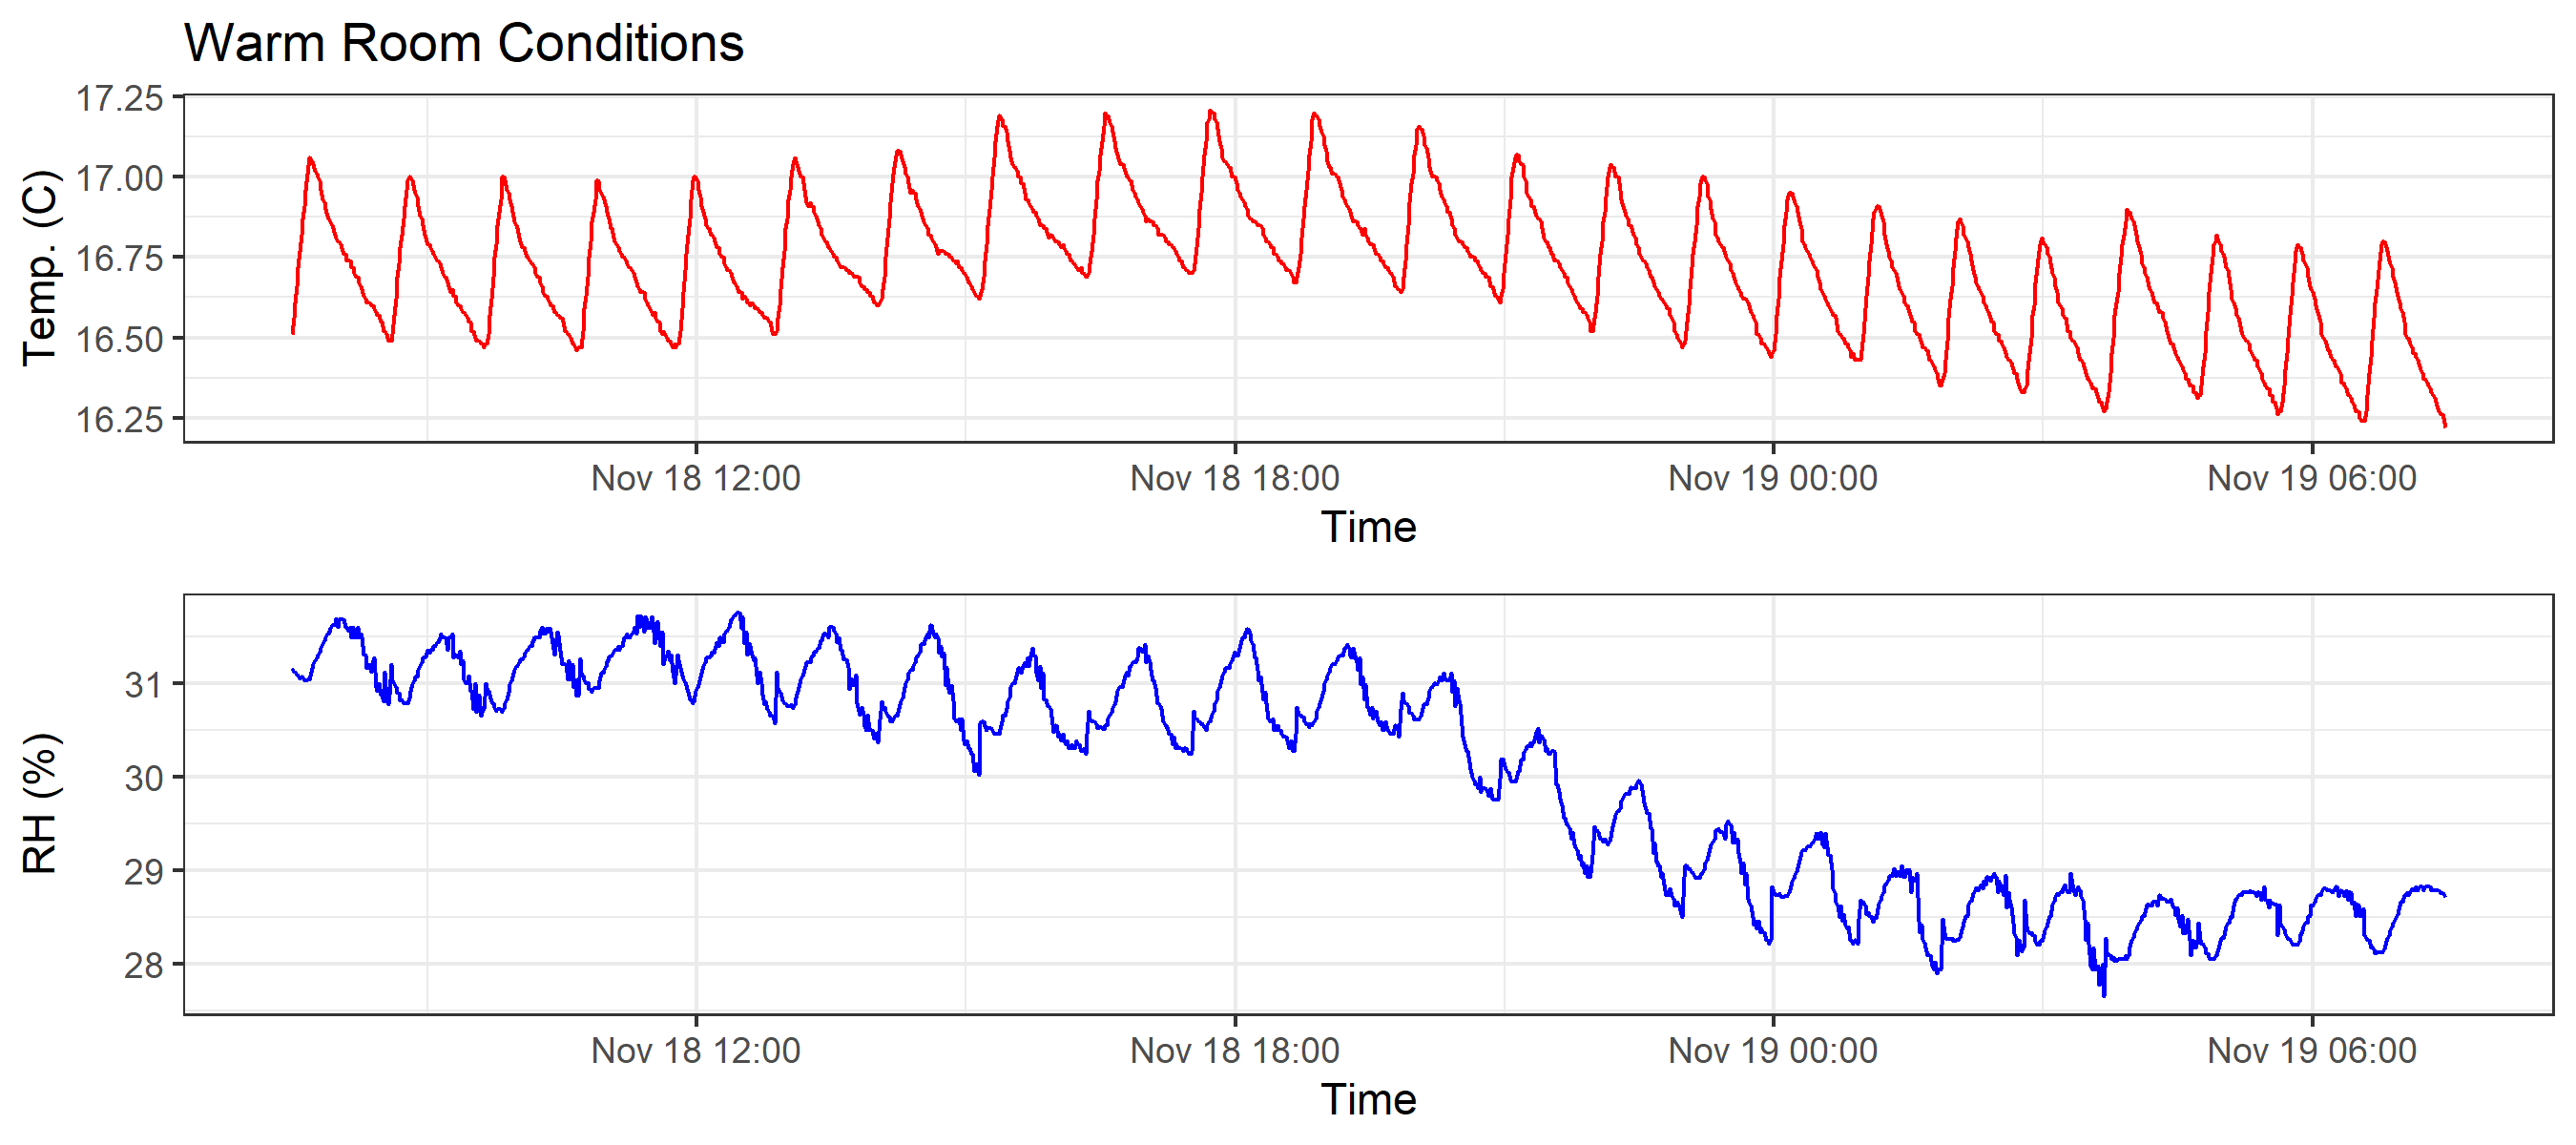 Warm Room Conditions
Temp. (C)
17.25
17.00
16.75
16.50
16.25
Nov 18 12:00 Nov 18 18:00 Nov 19 00:00 Nov 19 06:00
Time
RH (%)
31
30
29
28
Nov 18 12:00 Nov 18 18:00 Nov 19 00:00 Nov 19 06:00
Time